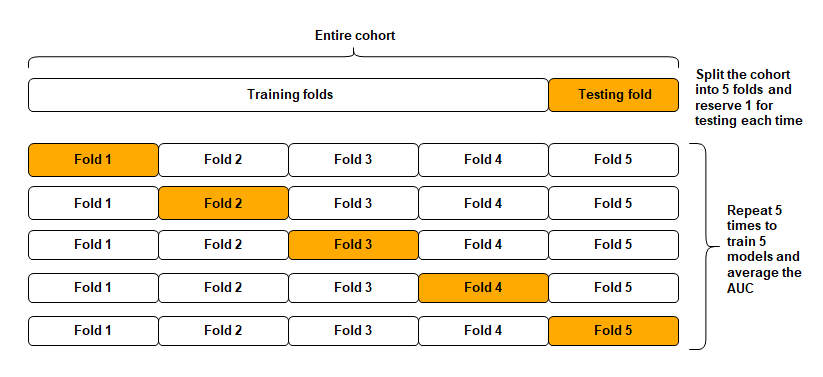 Entire cohort
Training folds
Testing fold
Split the cohort
into 5 folds and
reserve 1 for
testing each time
Fold 1 Fold 2 Fold 3 Fold 4 Fold 5
Fold 1 Fold 2 Fold 3 Fold 4 Fold 5
Fold 1 Fold 2 Fold 3 Fold 4 Fold 5
Fold 1 Fold 2 Fold 3 Fold 4 Fold 5
Fold 1 Fold 2 Fold 3 Fold 4 Fold 5
Repeat 5
times to
train 5
models and
average the
AUC